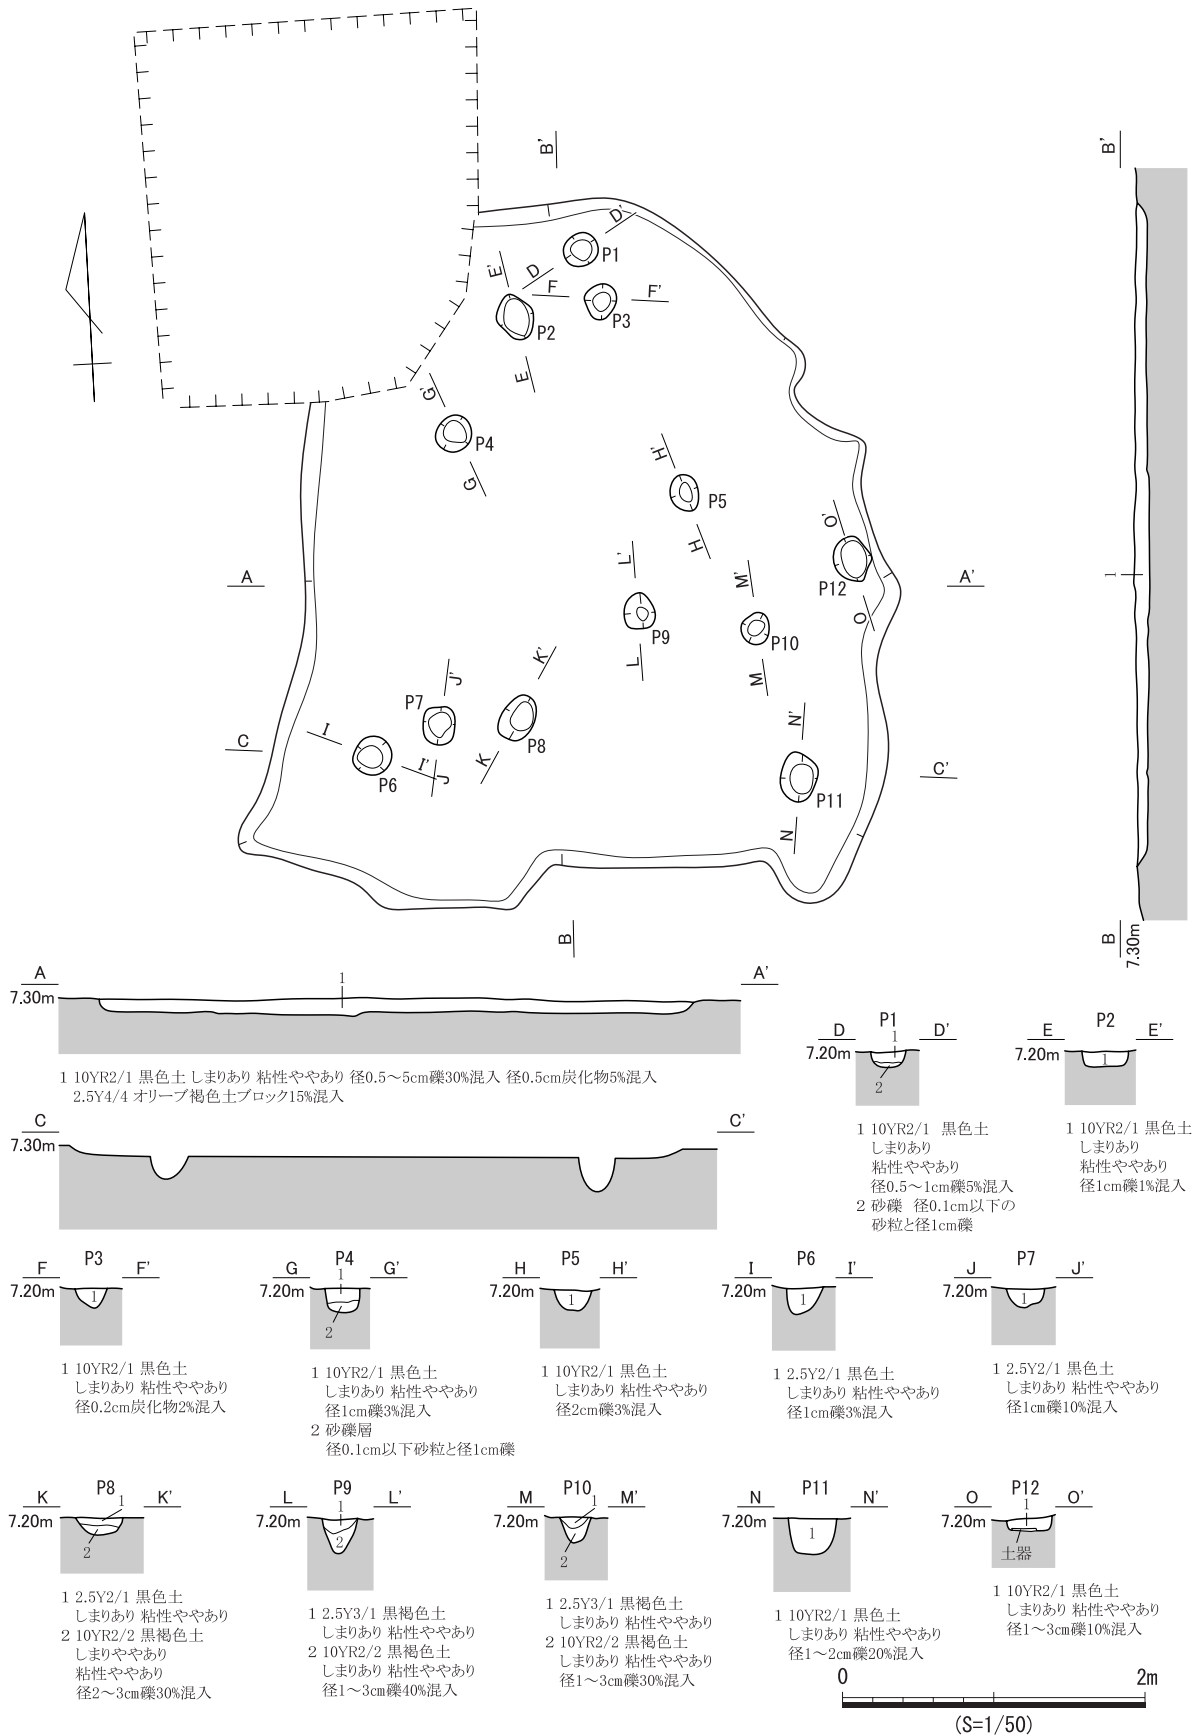 B'
B'
D'
P1
E'
D
F
F'
P3
P2
E
G'
P4
G
H'
P5
H
O'
P12
O
A
A'
L'
M'
P9
P10
L
M
K'
J'
P7
I
P8
K
I'
J
P6
N'
C
C'
P11
N
1
B
B
7.30m
A
1
A'
7.30m
1 10YR2/1 黒色土 しまりあり 粘性ややあり 径0.5～5cm礫30%混入 径0.5cm炭化物5%混入
2.5Y4/4 オリーブ褐色土ブロック15%混入
C
C'
7.30m
P1
D
1
D'
7.20m
2
1 10YR2/1 黒色土
しまりあり
粘性ややあり
径0.5～1cm礫5%混入
2 砂礫 径0.1cm以下の
砂粒と径1cm礫
P2
E
E'
7.20m
1
1 10YR2/1 黒色土
しまりあり
粘性ややあり
径1cm礫1%混入
P3
F
F'
7.20m
1
1 10YR2/1 黒色土
しまりあり 粘性ややあり
径0.2cm炭化物2%混入
P4
G
1
G'
7.20m
2
1 10YR2/1 黒色土
しまりあり 粘性ややあり
径1cm礫3%混入
2 砂礫層
径0.1cm以下砂粒と径1cm礫
P5
H
H'
7.20m
1
1 10YR2/1 黒色土
しまりあり 粘性ややあり
径2cm礫3%混入
P6
I
I'
7.20m
1
1 2.5Y2/1 黒色土
しまりあり 粘性ややあり
径1cm礫3%混入
P7
J
J'
7.20m
1
1 2.5Y2/1 黒色土
しまりあり 粘性ややあり
径1cm礫10%混入
P8
K
1
K'
7.20m
2
1 2.5Y2/1 黒色土
しまりあり 粘性ややあり
2 10YR2/2 黒褐色土
しまりややあり
粘性ややあり
径2～3cm礫30%混入
P9
L
1
L'
7.20m
2
1 2.5Y3/1 黒褐色土
しまりあり 粘性ややあり
2 10YR2/2 黒褐色土
しまりあり 粘性ややあり
径1～3cm礫40%混入
P10
M
1
M'
7.20m
2
1 2.5Y3/1 黒褐色土
しまりあり 粘性ややあり
2 10YR2/2 黒褐色土
しまりあり 粘性ややあり
径1～3cm礫30%混入
P11
N
N'
7.20m
1
1 10YR2/1 黒色土
しまりあり 粘性ややあり
径1～2cm礫20%混入
P12
O
1
O'
7.20m
土器
1 10YR2/1 黒色土
しまりあり 粘性ややあり
径1～3cm礫10%混入
0
2m
(S=1/50)